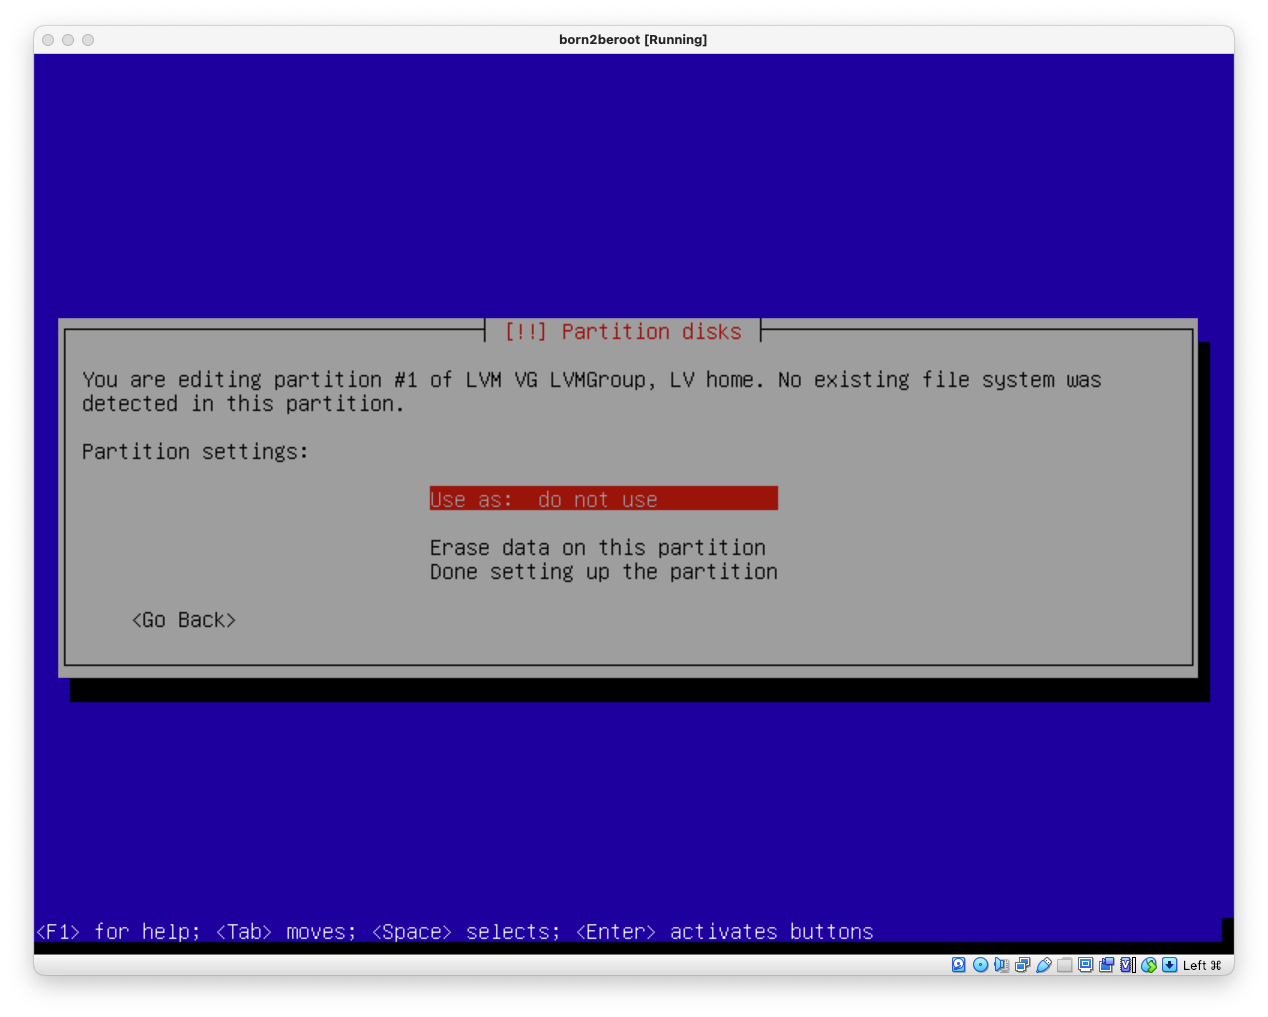 born2beroot [Running]
[!!] Partition disks
You are editing partition #1 of LVM VG LVMGroup, LV home. No existing file system was
detected in this partition.
Partition settings:
Use as: do not use
Erase data on this partition
Done setting up the partition
<Go Back>
<F1> for help; <Tab> moves; <Space> selects; <Enter> activates buttons
Left ⌘